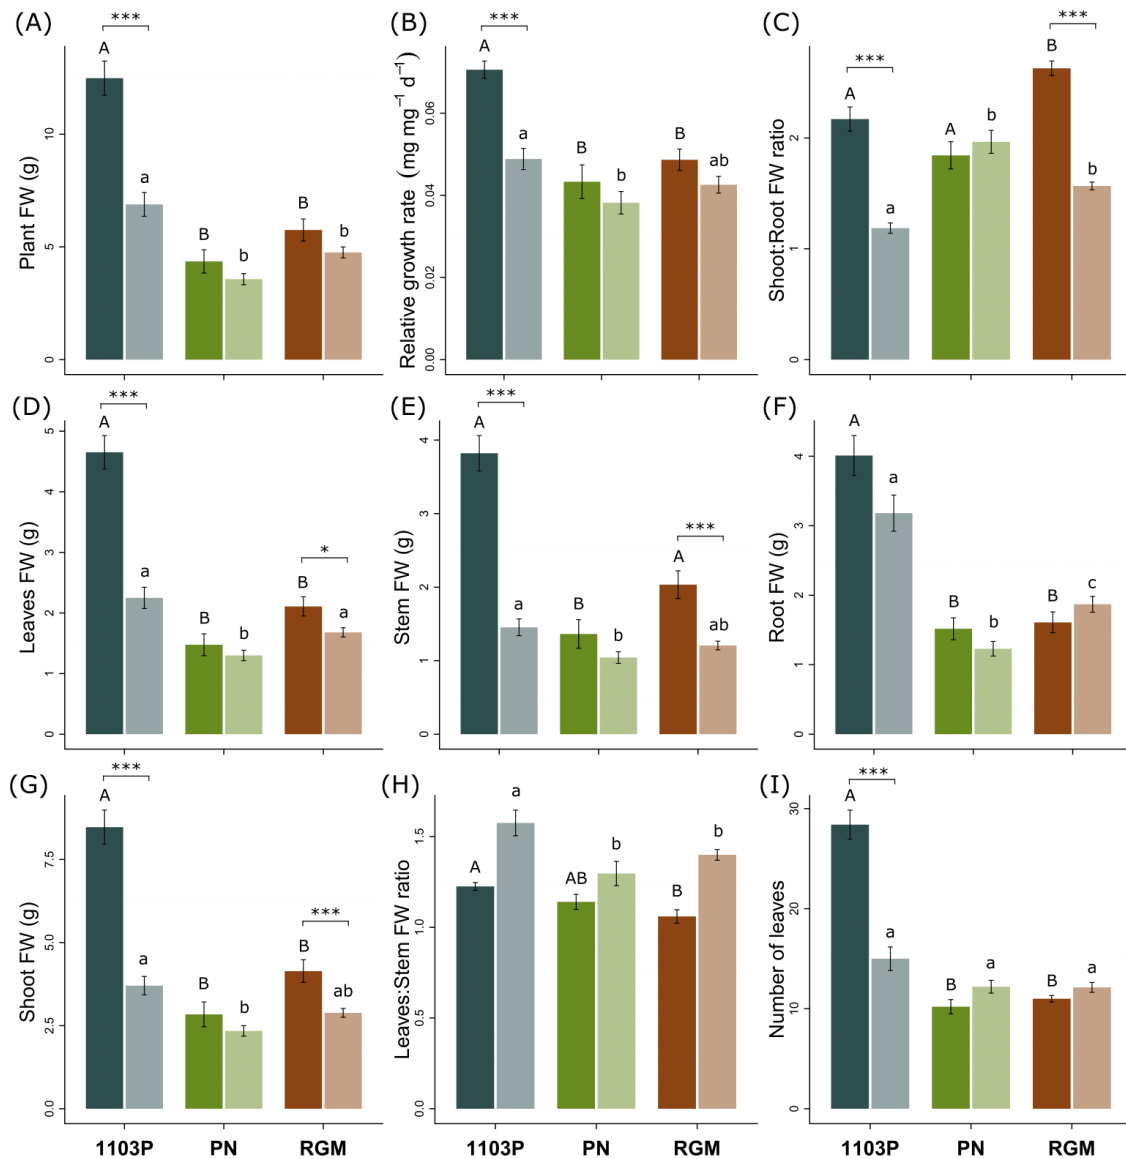 (A)
***
A
a
B
b
B
b
Plant FW (g)
0
5
10
(B)
***
A
a
B
b
B
ab
Relative growth rate (mg mg⁻¹ d⁻¹)
0.00
0.02
0.04
0.06
(C)
***
***
A
a
A
b
B
b
Shoot:Root FW ratio
0
1
2
(D)
***
A
a
B
b
*
B
a
Leaves FW (g)
0
1
2
3
4
5
(E)
***
A
a
B
b
***
A
ab
Stem FW (g)
0
1
2
3
4
(F)
A
a
B
b
B
c
Root FW (g)
0
1
2
3
4
(G)
***
A
a
B
b
***
B
ab
Shoot FW (g)
0.0
2.5
5.0
7.5
1103P PN RGM
(H)
A
a
AB
b
B
b
Leaves:Stem FW ratio
0.0
0.5
1.0
1.5
1103P PN RGM
(I)
***
A
a
B
a
B
a
Number of leaves
0
10
20
30
1103P PN RGM